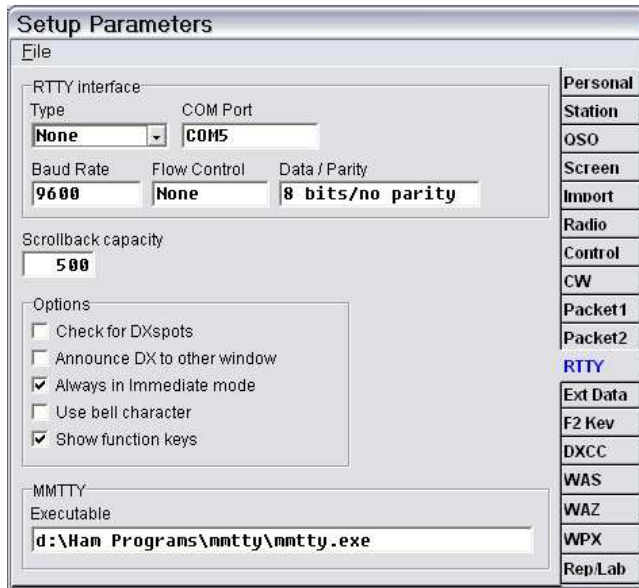 Setup Parameters
File
RTTY interface
Type
COM Port
None
COM5
Baud Rate
Flow Control
Data / Parity
9600
None
8 bits/no parity
Scrollback capacity
500
Options
Check for DXspots
Announce DX to other window
Always in Immediate mode
Use bell character
Show function keys
MMTTY
Executable
d:\Ham Programs\mmtty\mmtty.exe
Personal
Station
QSO
Screen
Import
Radio
Control
CW
Packet1
Packet2
RTTY
Ext Data
F2 Key
DXCC
WAS
WAZ
WPX
Rep/Lab